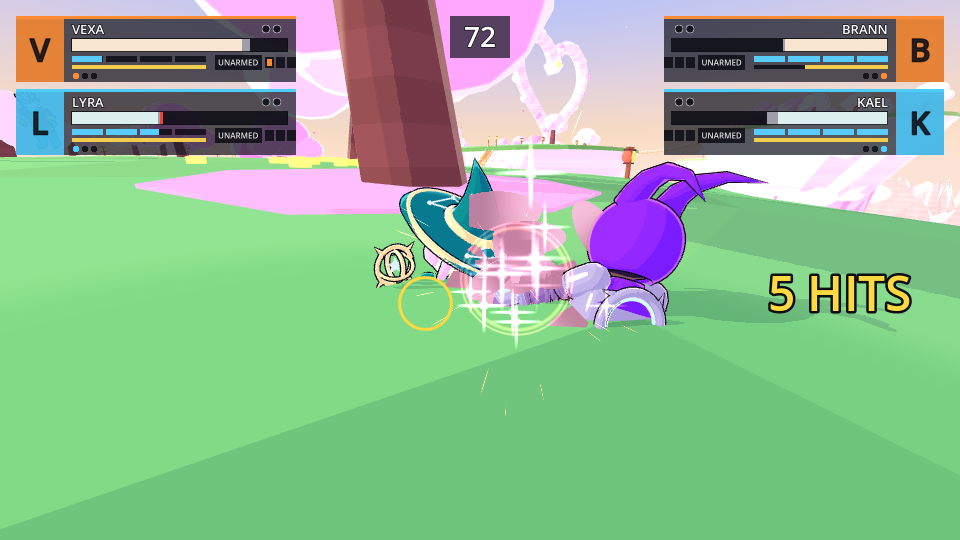 V
VEXA
UNARMED
72
BRANN
UNARMED
B
L
LYRA
UNARMED
KAEL
UNARMED
K
5 HITS